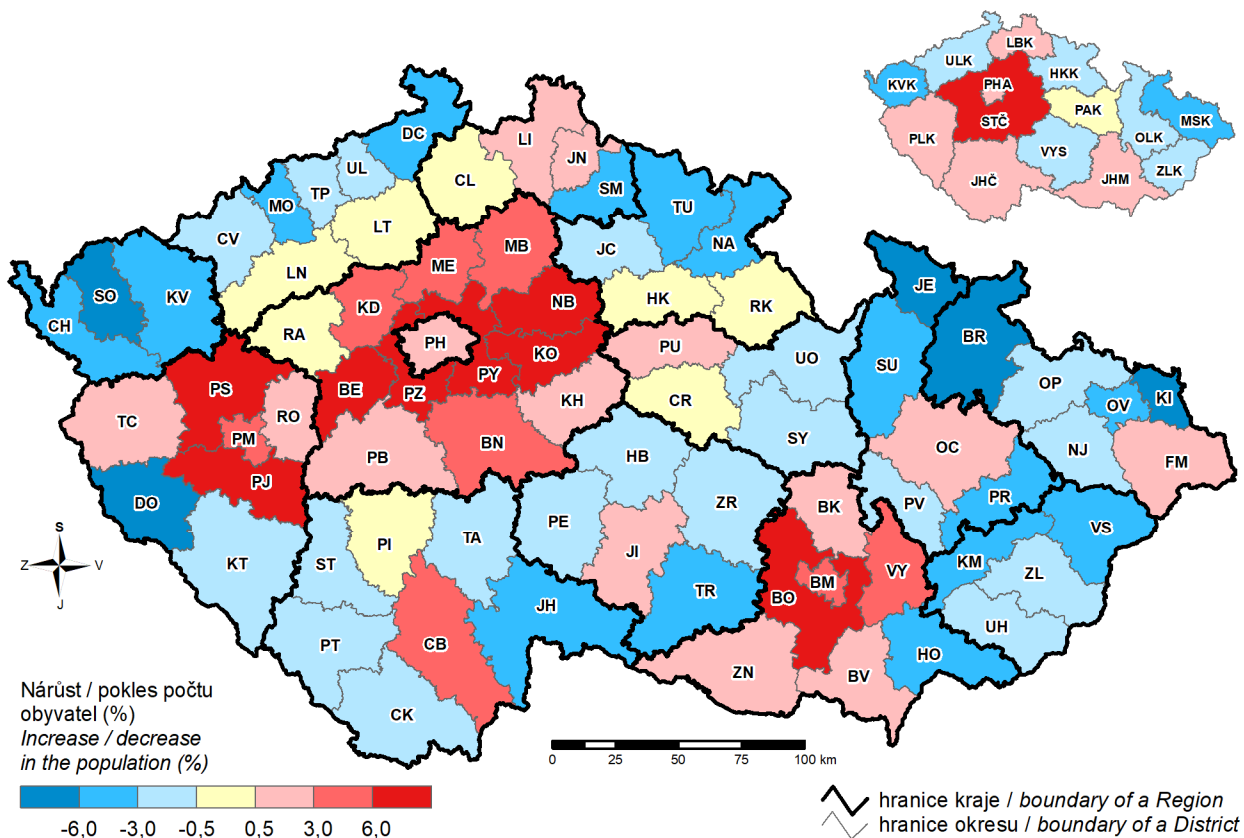 LBK
ULK
HKK
KVK
PHA
PAK
STČ
MSK
PLK
OLK
VYS
ZLK
JHČ
JHM
DC
LI
JN
UL
CL
TP
SM
MO
TU
LT
CV
JC
NA
MB
ME
LN
SO
KV
KD
NB
HK
RK
JE
CH
RA
PH
KO
PU
BR
UO
SU
PS
BE
PZ
PY
CR
OP
OV
KI
TC
RO
KH
PM
SY
OC
PB
BN
HB
NJ
FM
PJ
DO
ZR
PV
PR
BK
PE
VS
TA
PI
JI
KT
ST
KM
VY
ZL
BM
TR
BO
JH
UH
PT
CB
HO
ZN
BV
CK
S
Z
V
J
Nárůst / pokles počtu
obyvatel (%)
Increase / decrease
in the population (%)
-6,0 -3,0 -0,5 0,5 3,0 6,0
0 25 50 75 100 km
hranice kraje / boundary of a Region
hranice okresu / boundary of a District